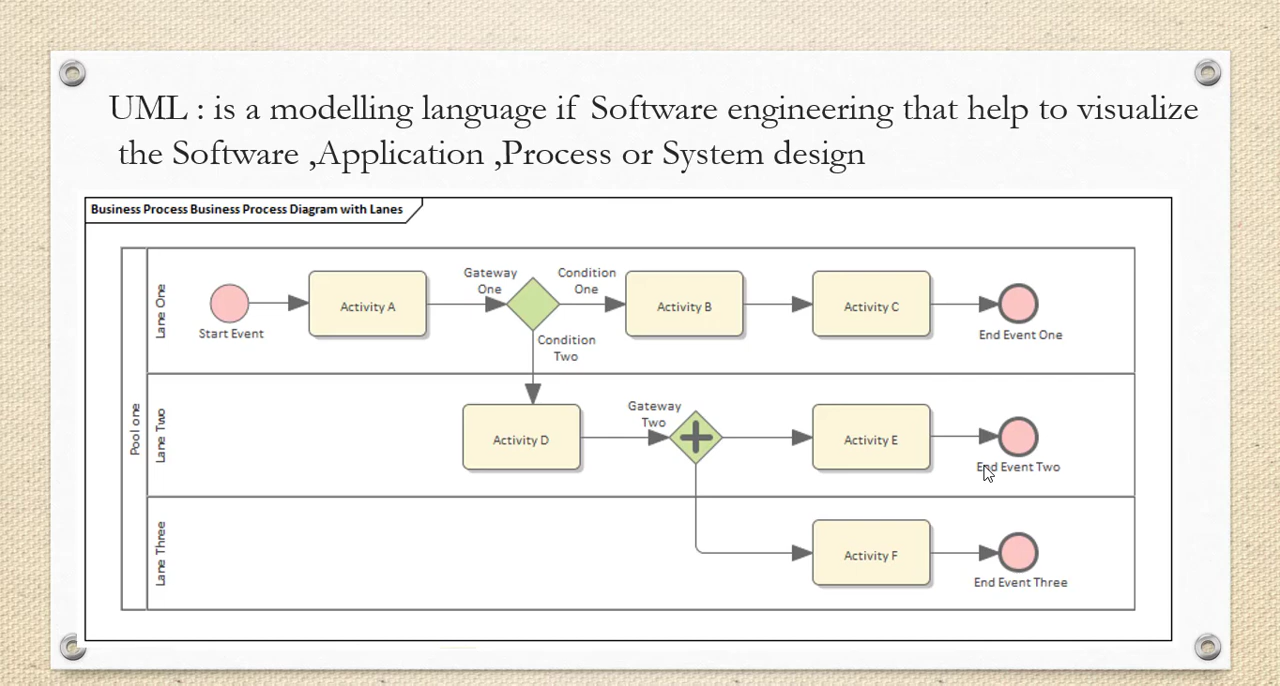 UML : is a modelling language if Software engineering that help to visualize
the Software ,Application ,Process or System design
Business Process Business Process Diagram with Lanes
Pool one
Lane One
Start Event
Activity A
Gateway
One
Condition
One
Condition
Two
Activity B
Activity C
End Event One
Lane Two
Activity D
Gateway
Two
Activity E
End Event Two
Lane Three
Activity F
End Event Three